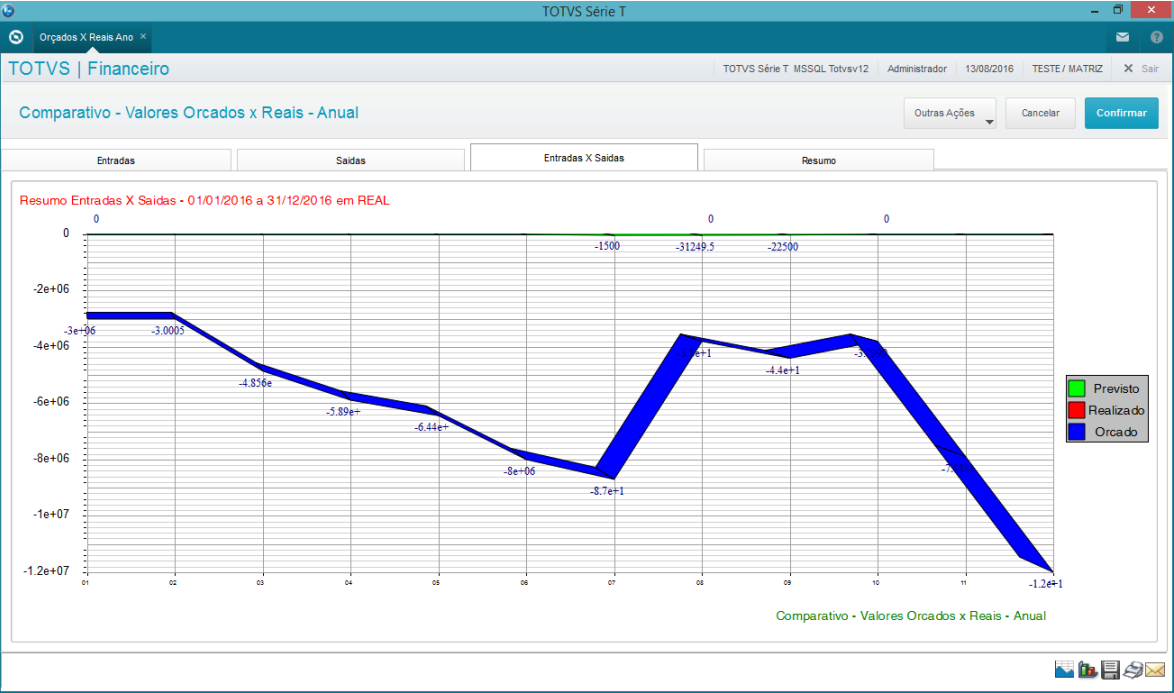 TOTVS Série T
Orçados X Reais Ano ×
TOTVS | Financeiro
TOTVS Série T MSSQL Totvsv12 Administrador 13/08/2016 TESTE / MATRIZ Sair
Comparativo - Valores Orcados x Reais - Anual
Outras Ações Cancelar Confirmar
Entradas Saidas Entradas X Saidas Resumo
Resumo Entradas X Saidas - 01/01/2016 a 31/12/2016 em REAL
0 0 0
0
-1500 -31249.5 -22500
-2e+06
-3e+06 -3.0005
-4e+06
-4.4e+1
-4.856e
Previsto
-6e+06
-5.89e+
Realizado
-6.44e+
Orcado
-8e+06
-8e+06
-8.7e+1
-1e+07
-1.2e+07
01 02 03 04 05 06 07 08 09 10 11
-1.2e+1
Comparativo - Valores Orcados x Reais - Anual